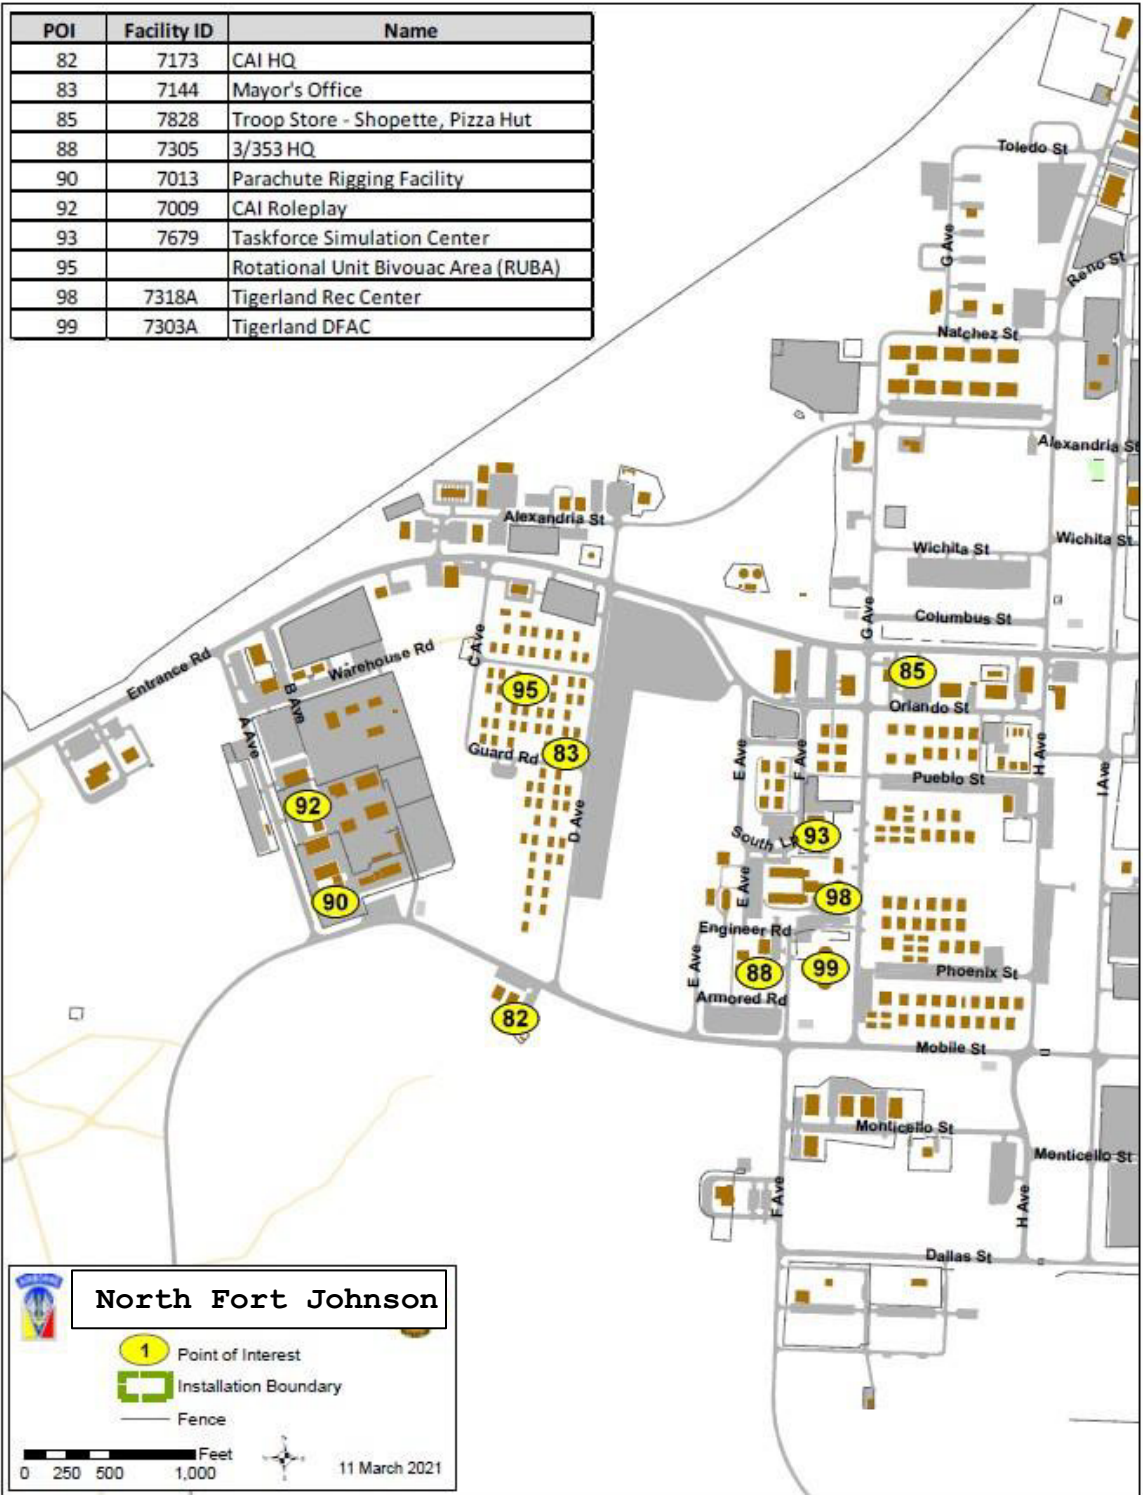 POI Facility ID Name
82 7173 CAI HQ
83 7144 Mayor's Office
85 7828 Troop Store - Shopette, Pizza Hut
88 7305 3/353 HQ
90 7013 Parachute Rigging Facility
92 7009 CAI Roleplay
93 7679 Taskforce Simulation Center
95 Rotational Unit Bivouac Area (RUBA)
98 7318A Tigerland Rec Center
99 7303A Tigerland DFAC
Toledo St
G Ave
Reno St
Natchez St
Alexandria St
Alexandria St
Wichita St
Wichita St
G Ave
Columbus St
C Ave
Entrance Rd
Warehouse Rd
85
95
B Ave
Orlando St
A Ave
Guard Rd
83
E Ave
F Ave
H Ave
Pueblo St
I Ave
92
D Ave
South Lp
93
E Ave
90
98
Engineer Rd
E Ave
88
99
Phoenix St
Armored Rd
82
Mobile St
Monticello St
Monticello St
F Ave
H Ave
Dallas St
AIRBORNE
North Fort Johnson
1 Point of Interest
Installation Boundary
Fence
Feet
0 250 500 1,000
11 March 2021